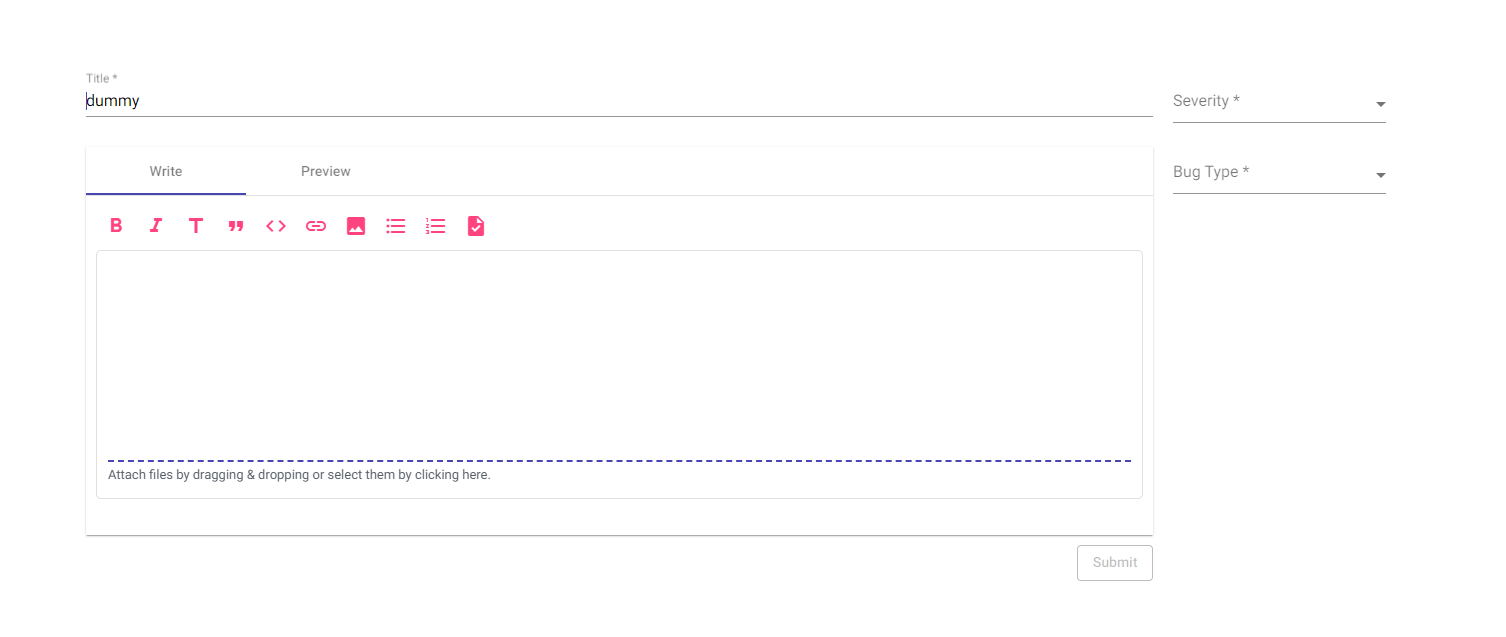 Title *
dummy
Severity *
Write Preview
Bug Type *
Attach files by dragging & dropping or select them by clicking here.
Submit